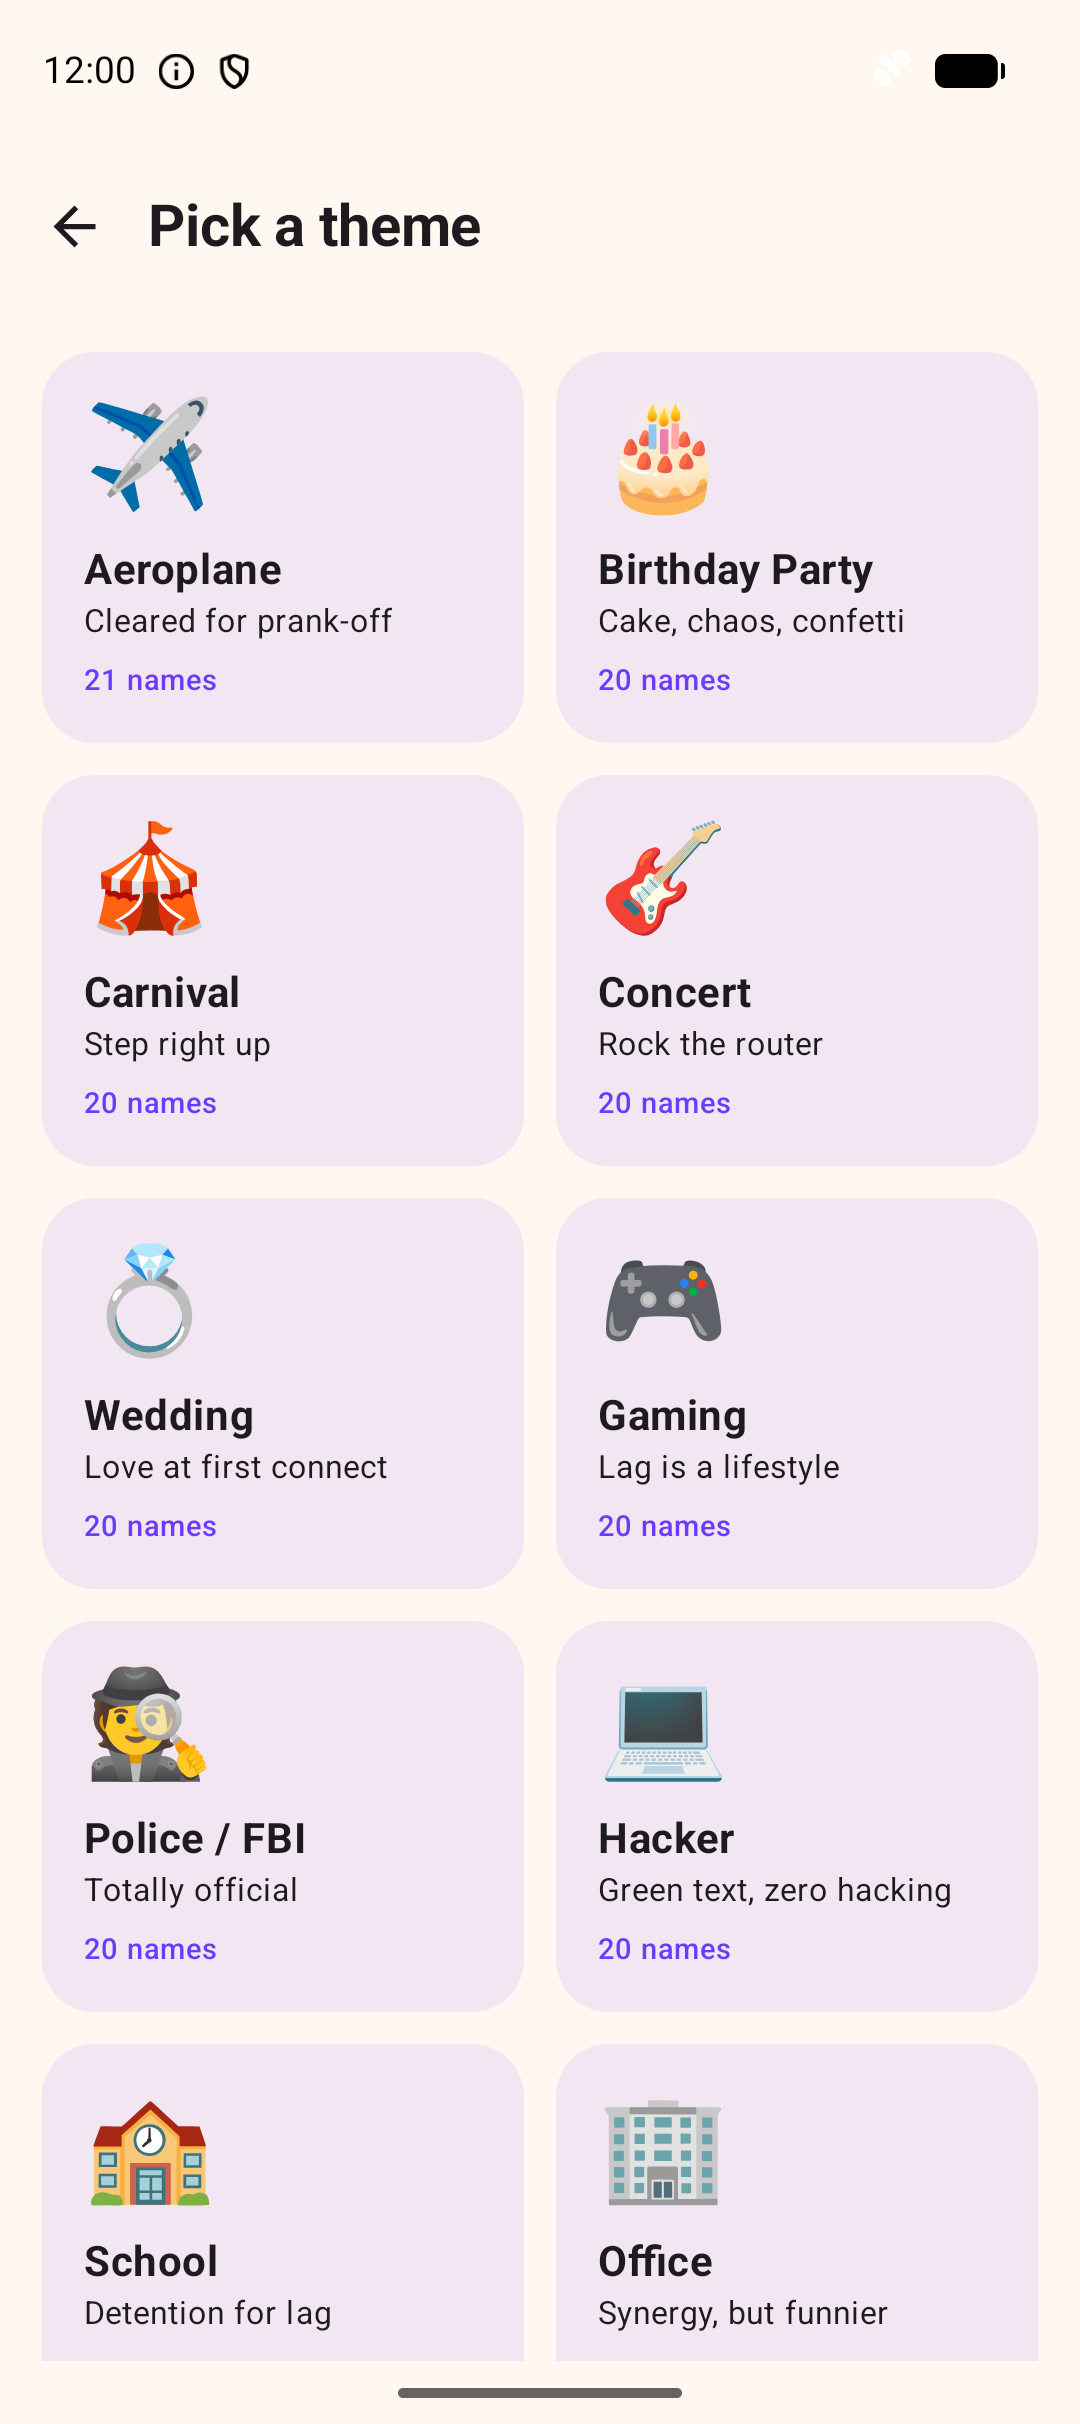 12:00
Pick a theme
Aeroplane
Cleared for prank-off
21 names
Birthday Party
Cake, chaos, confetti
20 names
Carnival
Step right up
20 names
Concert
Rock the router
20 names
Wedding
Love at first connect
20 names
Gaming
Lag is a lifestyle
20 names
Police / FBI
Totally official
20 names
Hacker
Green text, zero hacking
20 names
School
Detention for lag
Office
Synergy, but funnier